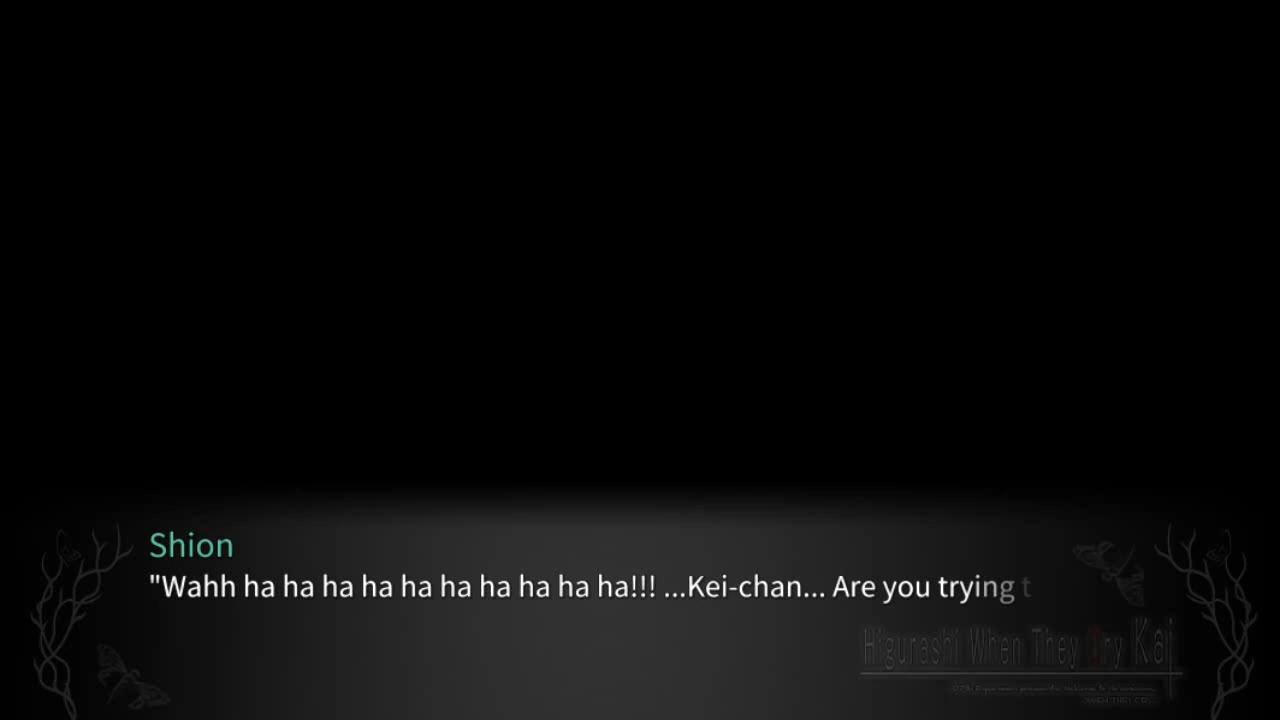 Shion
"Wahh ha ha ha ha ha ha ha ha ha ha!!! ...Kei-chan... Are you trying t
Higurashi When They Cry Kai